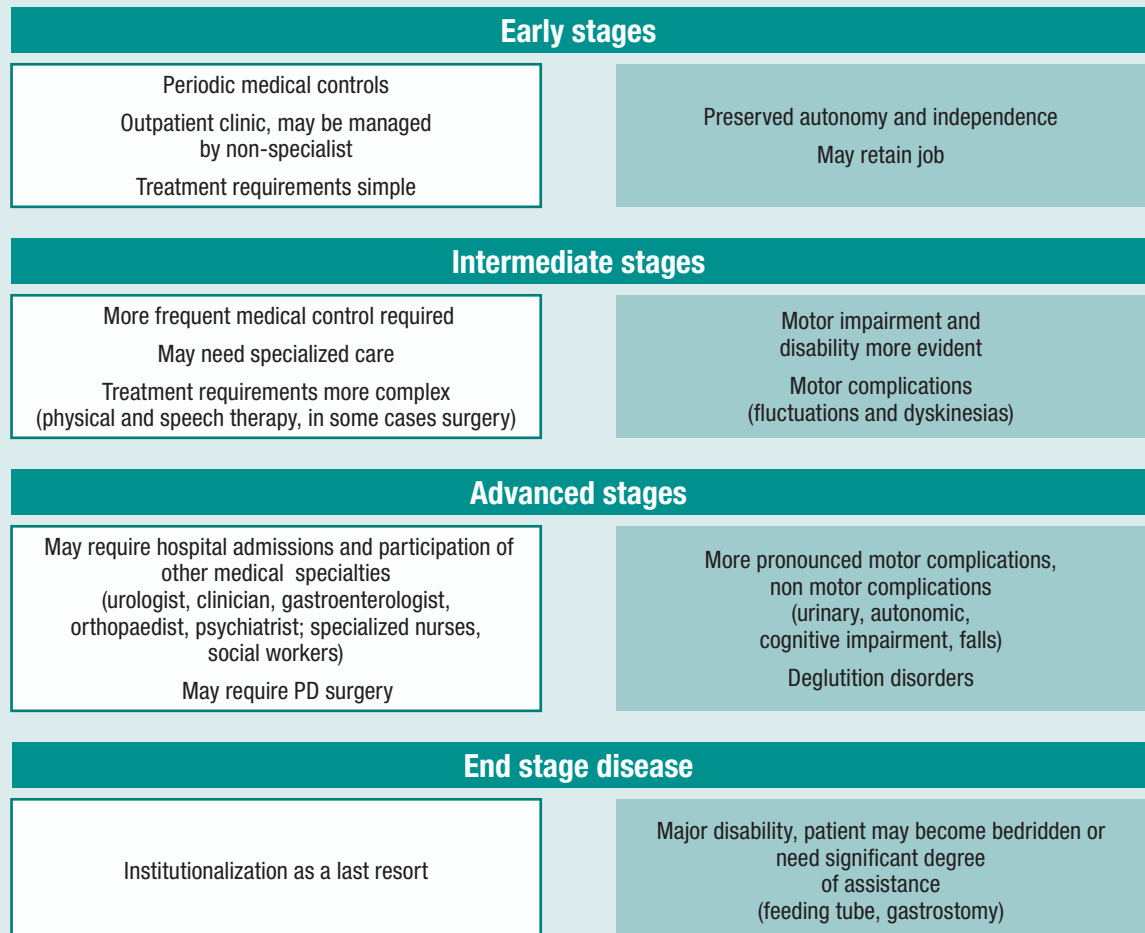 Early stages
Periodic medical controls
Outpatient clinic, may be managed
by non-specialist
Treatment requirements simple
Preserved autonomy and independence
May retain job
Intermediate stages
More frequent medical control required
May need specialized care
Treatment requirements more complex
(physical and speech therapy, in some cases surgery)
Motor impairment and
disability more evident
Motor complications
(fluctuations and dyskinesias)
Advanced stages
May require hospital admissions and participation of
other medical specialties
(urologist, clinician, gastroenterologist,
orthopaedist, psychiatrist; specialized nurses,
social workers)
May require PD surgery
More pronounced motor complications,
non motor complications
(urinary, autonomic,
cognitive impairment, falls)
Deglutition disorders
End stage disease
Institutionalization as a last resort
Major disability, patient may become bedridden or
need significant degree
of assistance
(feeding tube, gastrostomy)